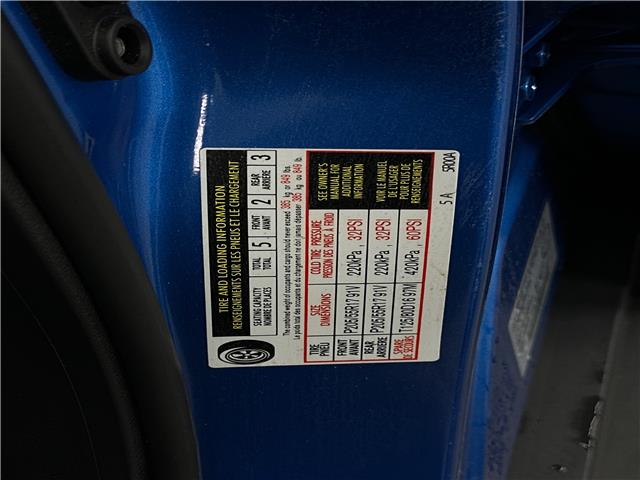 TIRE AND LOADING INFORMATION
RENSEIGNEMENTS SUR LES PNEUS ET LE CHARGEMENT
SEATING CAPACITY TOTAL 5 FRONT 2 REAR 3
NOMBRE DE PLACES TOTAL AVANT ARRIÈRE
The combined weight of occupants and cargo should never exceed 385 kg or 849 lb.
Le poids total des occupants et du chargement ne doit jamais dépasser 385 kg ou 849 lb.
TIRE SIZE COLD TIRE PRESSURE
PNEU DIMENSIONS PRESSION DES PNEUS À FROID
FRONT
AVANT P205/55R17 91V 220kPa, 32PSI
REAR
ARRIÈRE P205/55R17 91V 220kPa, 32PSI
SPARE
DE SECOURS T125/80D16 97M 420kPa, 60PSI
SEE OWNER'S
MANUAL FOR
ADDITIONAL
INFORMATION
VOIR LE MANUEL
DE L'USAGER
POUR PLUS DE
RENSEIGNEMENTS
5 A 5R00A